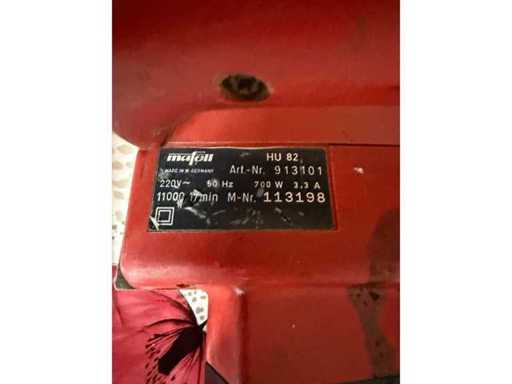 mafell HU 82
MADE IN W. GERMANY Art.-Nr. 913101
220V~ 50 Hz 700 W 3.3 A
11000 1/min M-Nr. 113198